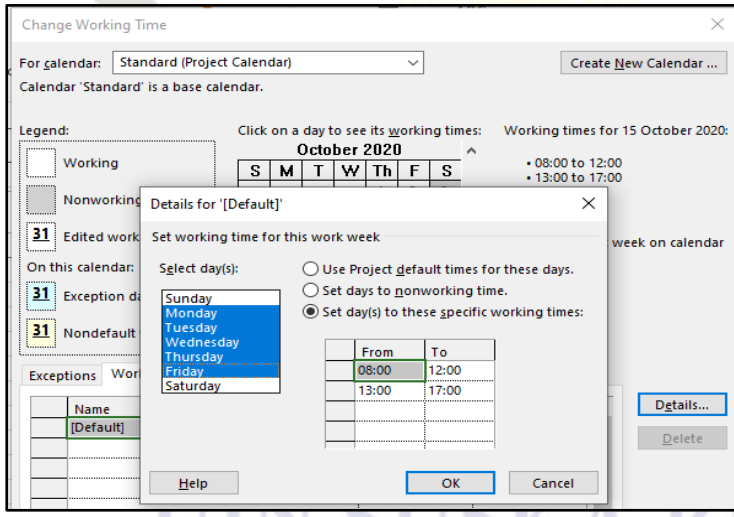 Change Working Time
For calendar: Standard (Project Calendar)
Create New Calendar ...
Calendar 'Standard' is a base calendar.
Legend:
Click on a day to see its working times:
Working times for 15 October 2020:
Working
October 2020
S M T W Th F S
• 08:00 to 12:00
• 13:00 to 17:00
Nonworking
31 Edited work
week on calendar
On this calendar:
31 Exception da
31 Nondefault
Exceptions Wor
Name
[Default]
Details...
Delete
Details for '[Default]'
Set working time for this work week
Select day(s):
Sunday
Monday
Tuesday
Wednesday
Thursday
Friday
Saturday
Use Project default times for these days.
Set days to nonworking time.
Set day(s) to these specific working times:
From To
08:00 12:00
13:00 17:00
Help
OK
Cancel